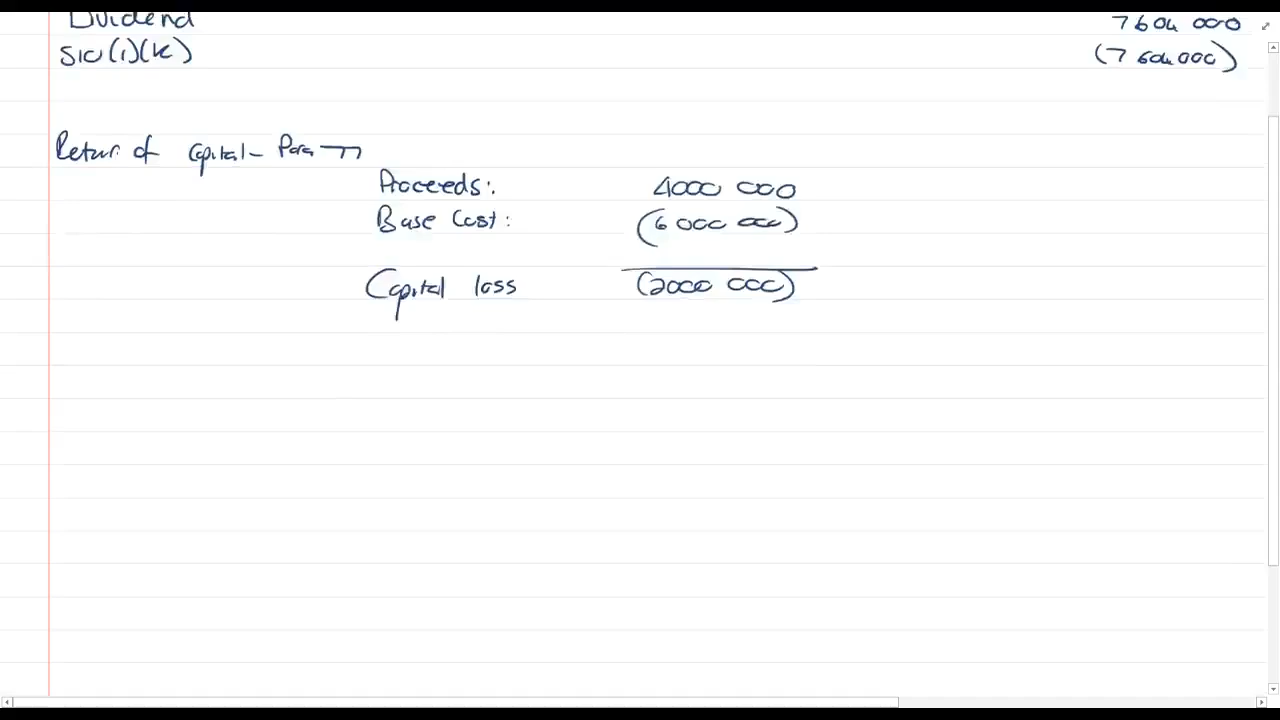 Dividend 7 604 000
S10(1)(k) (7 604 000)
Return of Capital - Para 77
Proceeds: 4000 000
Base Cost: (6 000 000)
Capital loss (2000 000)